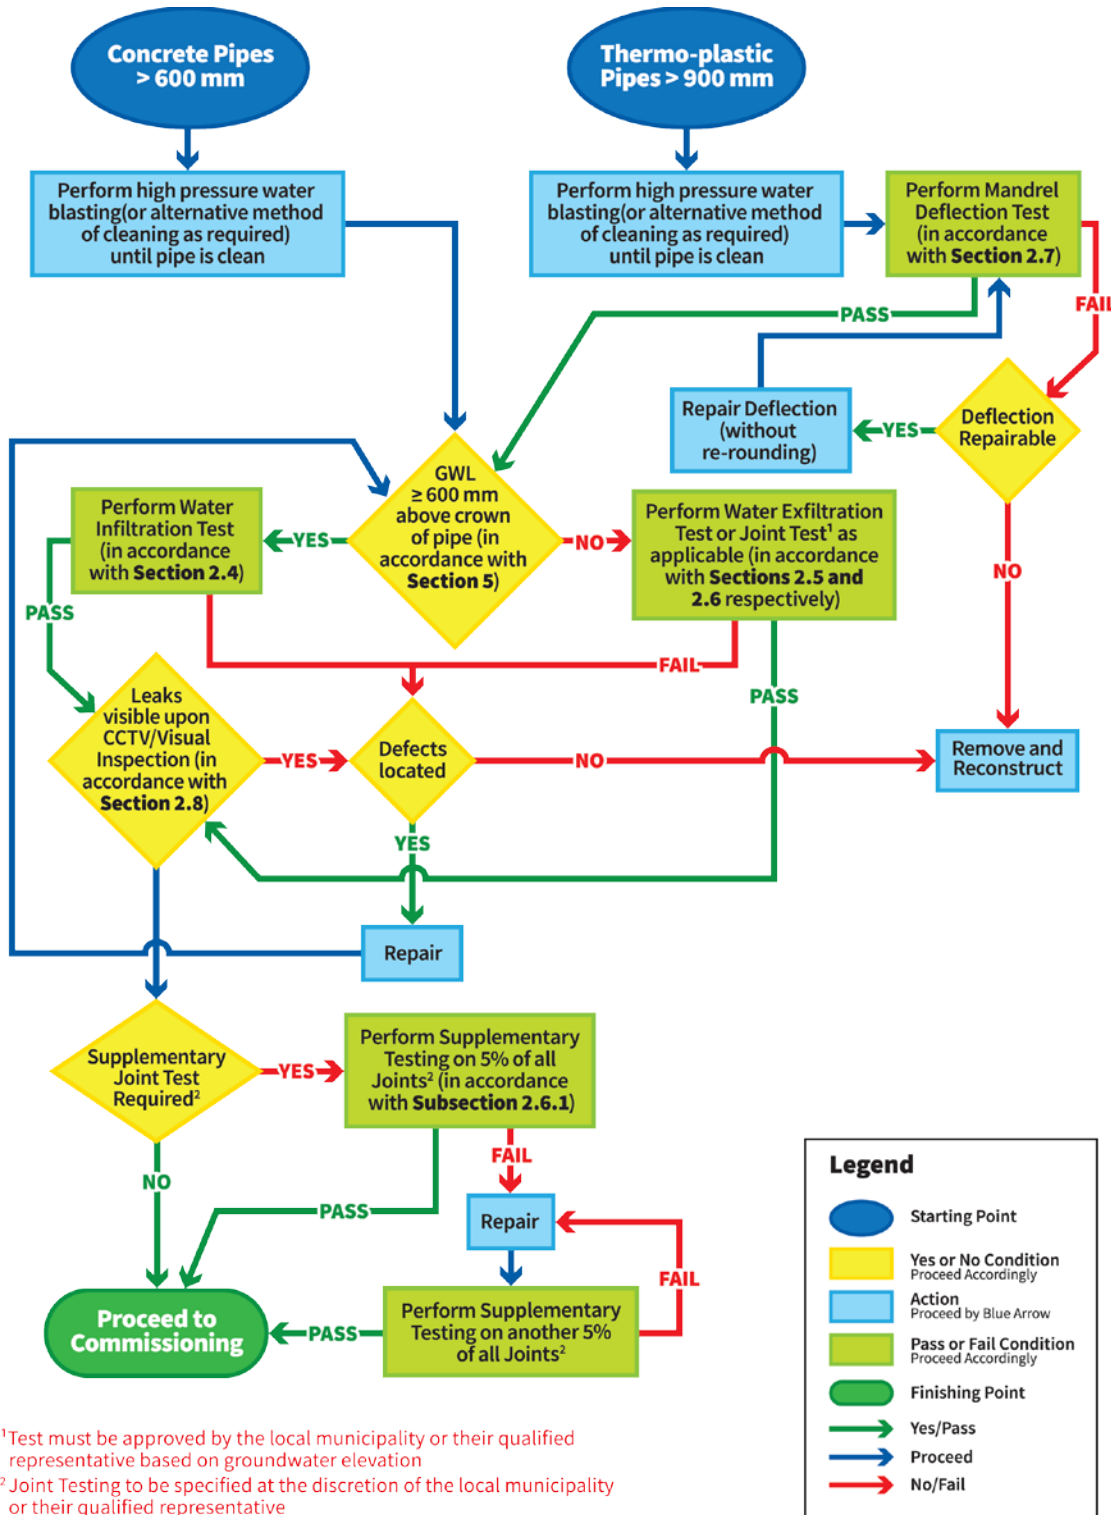 Concrete Pipes
> 600 mm
Thermo-plastic
Pipes > 900 mm
Perform high pressure water
blasting(or alternative method
of cleaning as required)
until pipe is clean
Perform high pressure water
blasting(or alternative method
of cleaning as required)
until pipe is clean
Perform Mandrel
Deflection Test
(in accordance
with Section 2.7)
PASS
FAIL
Repair Deflection
(without
re-rounding)
YES
Deflection
Repairable
GWL
≥ 600 mm
above crown
of pipe (in
accordance with
Section 5)
Perform Water
Infiltration Test
(in accordance
with Section 2.4)
YES
NO
Perform Water Exfiltration
Test or Joint Test¹ as
applicable (in accordance
with Sections 2.5 and
2.6 respectively)
NO
PASS
FAIL
PASS
Leaks
visible upon
CCTV/Visual
Inspection (in
accordance with
Section 2.8)
YES
Defects
located
NO
Remove and
Reconstruct
YES
Repair
Supplementary
Joint Test
Required²
YES
Perform Supplementary
Testing on 5% of all
Joints² (in accordance
with Subsection 2.6.1)
FAIL
NO
PASS
Repair
FAIL
Proceed to
Commissioning
PASS
Perform Supplementary
Testing on another 5%
of all Joints²
Legend
Starting Point
Yes or No Condition
Proceed Accordingly
Action
Proceed by Blue Arrow
Pass or Fail Condition
Proceed Accordingly
Finishing Point
Yes/Pass
Proceed
No/Fail
¹ Test must be approved by the local municipality or their qualified
representative based on groundwater elevation
² Joint Testing to be specified at the discretion of the local municipality
or their qualified representative